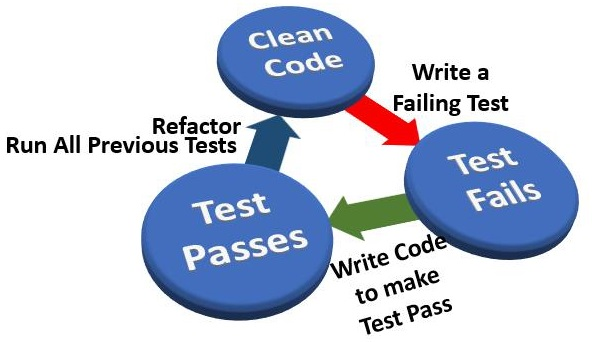 Clean
Code
Write a
Failing Test
Refactor
Run All Previous Tests
Test
Fails
Test
Passes
Write Code
to make
Test Pass